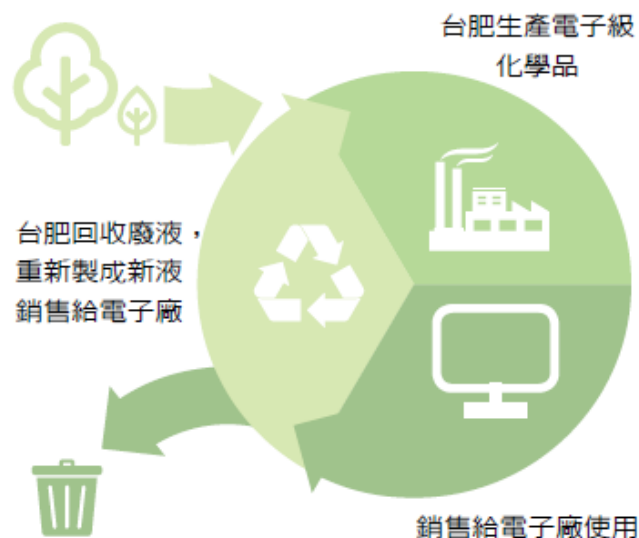 台肥生產電子級
化學品
台肥回收廢液，
重新製成新液
銷售給電子廠
銷售給電子廠使用